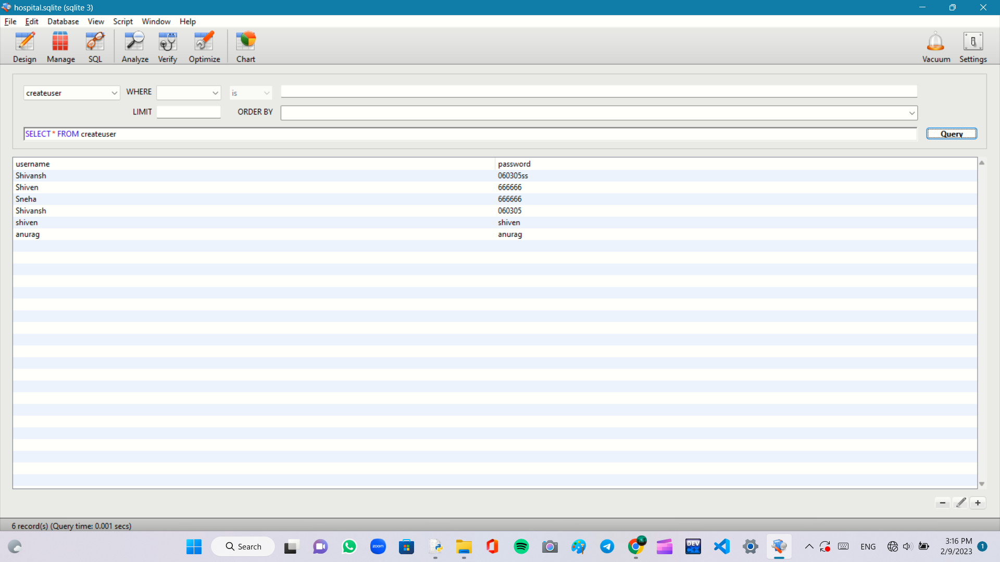 hospital.sqlite (sqlite 3)
File Edit Database View Script Window Help
Design Manage SQL Analyze Verify Optimize Chart Vacuum Settings
createuser WHERE is
LIMIT ORDER BY
SELECT * FROM createuser Query
username password
Shivansh 060305ss
Shiven 666666
Sneha 666666
Shivansh 060305
shiven shiven
anurag anurag
6 record(s) (Query time: 0.001 secs)
Search zoom DEV C++ ENG 3:16 PM 1
2/9/2023